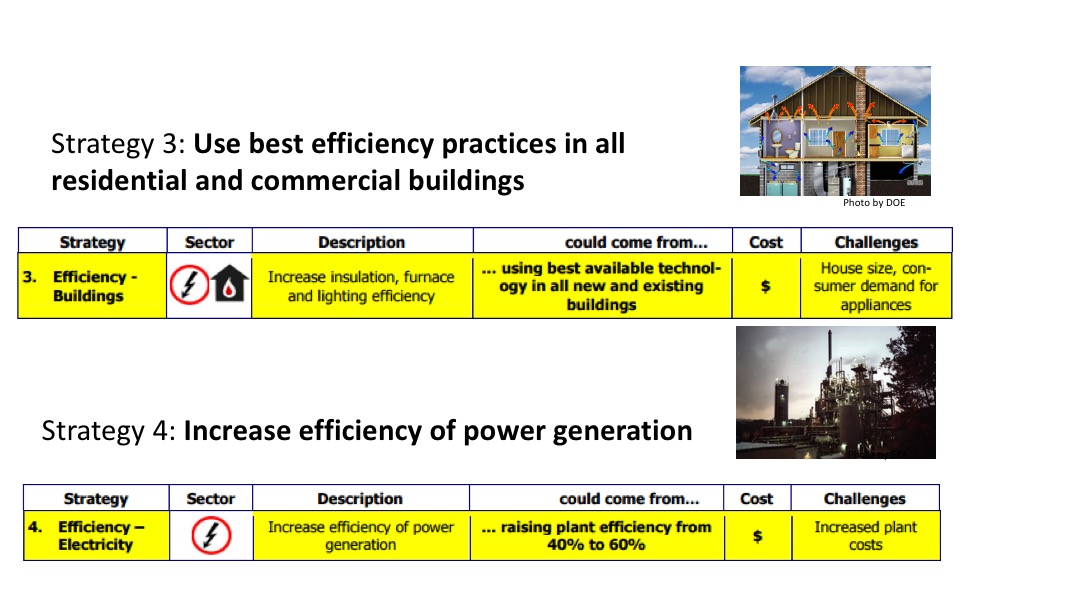 Strategy 3: Use best efficiency practices in all
residential and commercial buildings
Photo by DOE
Strategy Sector Description could come from... Cost Challenges
3. Efficiency - Buildings Increase insulation, furnace and lighting efficiency ... using best available technol-ogy in all new and existing buildings $ House size, con-sumer demand for appliances
Strategy 4: Increase efficiency of power generation
Strategy Sector Description could come from... Cost Challenges
4. Efficiency – Electricity Increase efficiency of power generation ... raising plant efficiency from 40% to 60% $ Increased plant costs